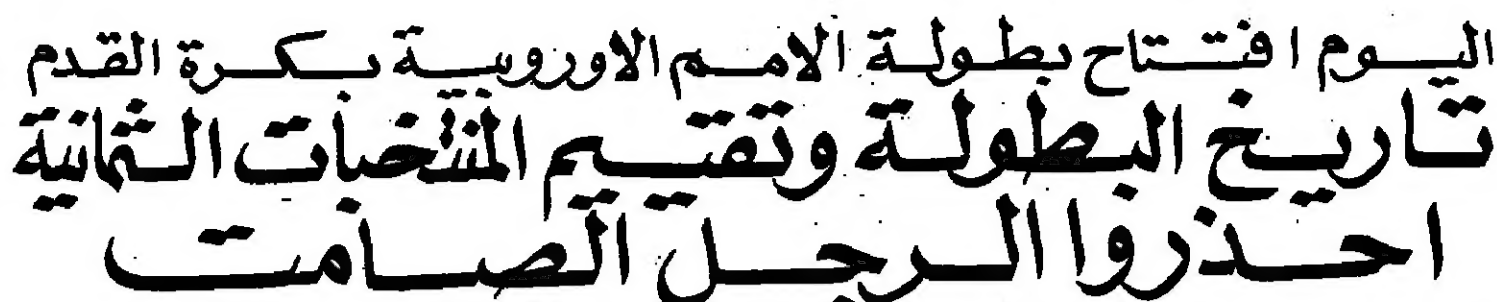 اليوم افتتاح بطولة الامم الاوروبية بكرة القدم
تاريخ البطولة وتقييم المنتخبات الثمانية
احذروا الرجل الصامت